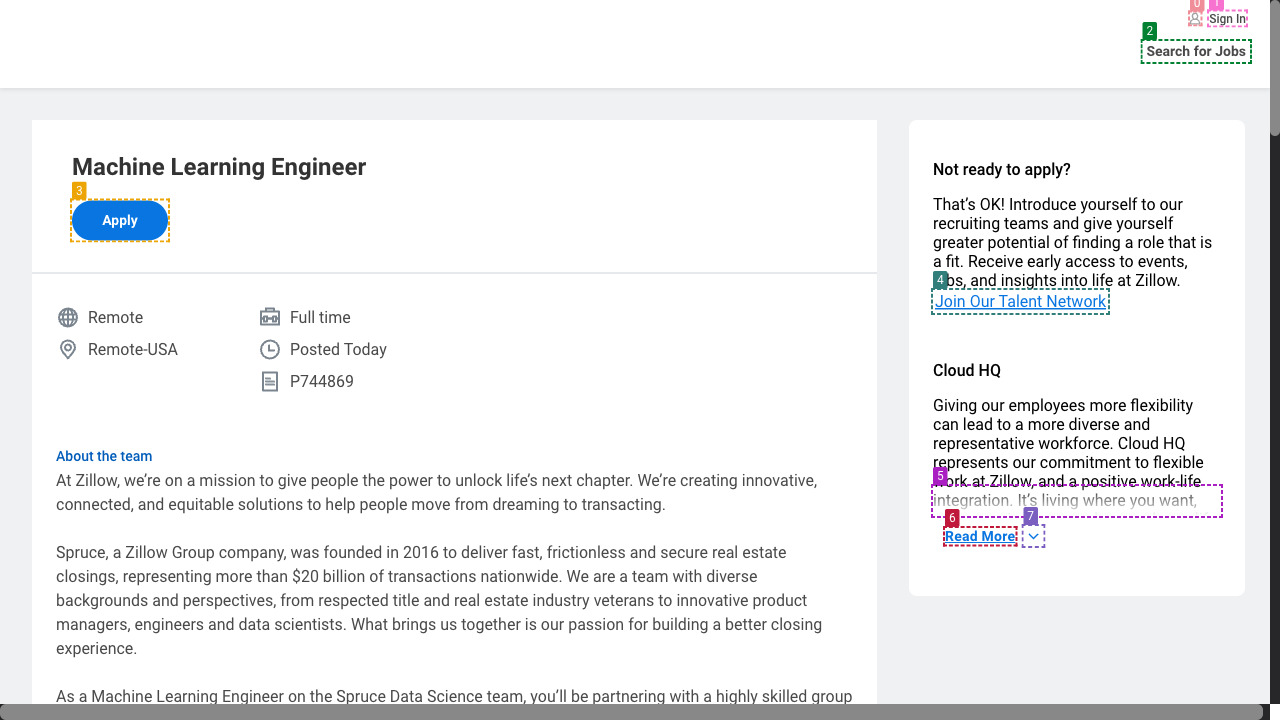 0
1
Sign In
2
Search for Jobs
Machine Learning Engineer
3
Apply
Remote
Full time
Remote-USA
Posted Today
P744869
About the team
At Zillow, we’re on a mission to give people the power to unlock life’s next chapter. We’re creating innovative,
connected, and equitable solutions to help people move from dreaming to transacting.
Spruce, a Zillow Group company, was founded in 2016 to deliver fast, frictionless and secure real estate
closings, representing more than $20 billion of transactions nationwide. We are a team with diverse
backgrounds and perspectives, from respected title and real estate industry veterans to innovative product
managers, engineers and data scientists. What brings us together is our passion for building a better closing
experience.
As a Machine Learning Engineer on the Spruce Data Science team, you’ll be partnering with a highly skilled group
Not ready to apply?
That’s OK! Introduce yourself to our
recruiting teams and give yourself
greater potential of finding a role that is
a fit. Receive early access to events,
4
and insights into life at Zillow.
Join Our Talent Network
Cloud HQ
Giving our employees more flexibility
can lead to a more diverse and
representative workforce. Cloud HQ
represents our commitment to flexible
5
work at Zillow, and a positive work-life
integration. It’s living where you want,
6
7
Read More